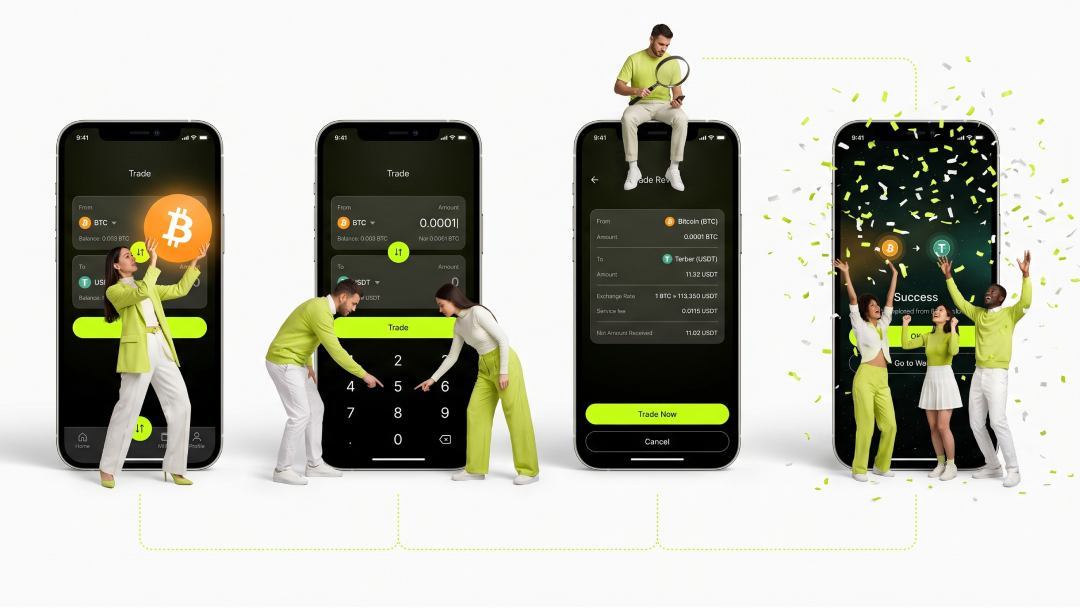 9:41
Trade
From
Amount
BTC
Balance: 0.003 BTC
To
Home
Profile
9:41
Trade
From
Amount
BTC
0.0001
Balance: 0.003 BTC
To
Amount
0
USDT
Trade
2
4
5
6
7
8
9
.
0
9:41
From
Bitcoin (BTC)
Amount
0.0001 BTC
To
Terber (USDT)
Amount
11.32 USDT
Exchange Rate
1 BTC = 113,350 USDT
Service fee
0.0115 USDT
Not Amount Received
11.02 USDT
Trade Now
Cancel
9:41
Success
Go to